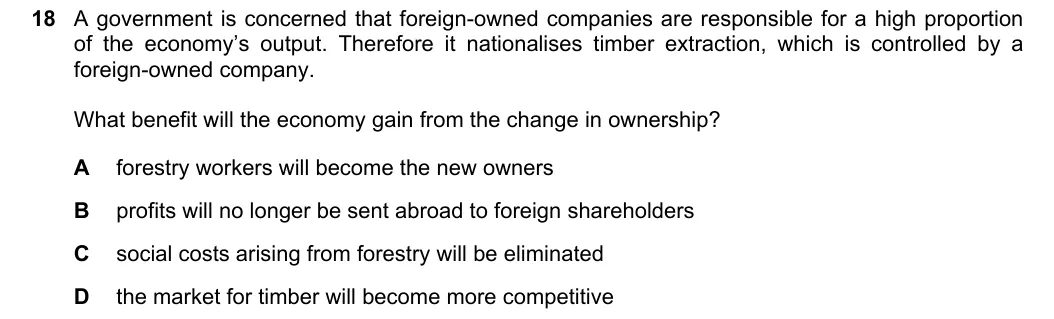 18 A government is concerned that foreign-owned companies are responsible for a high proportion
of the economy's output. Therefore it nationalises timber extraction, which is controlled by a
foreign-owned company.
What benefit will the economy gain from the change in ownership?
A forestry workers will become the new owners
B profits will no longer be sent abroad to foreign shareholders
C social costs arising from forestry will be eliminated
D the market for timber will become more competitive